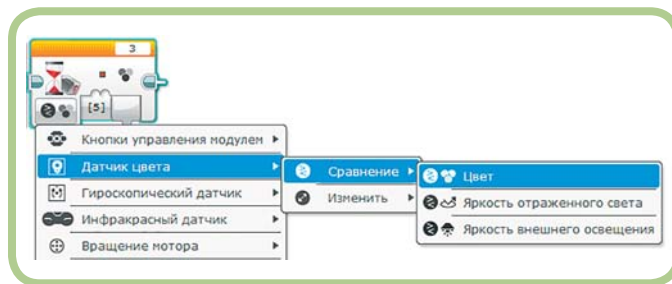 3
[5]
Кнопки управления модулем
Датчик цвета
Сравнение
Цвет
Гироскопический датчик
Изменить
Яркость отраженного света
Инфракрасный датчик
Яркость внешнего освещения
Вращение мотора